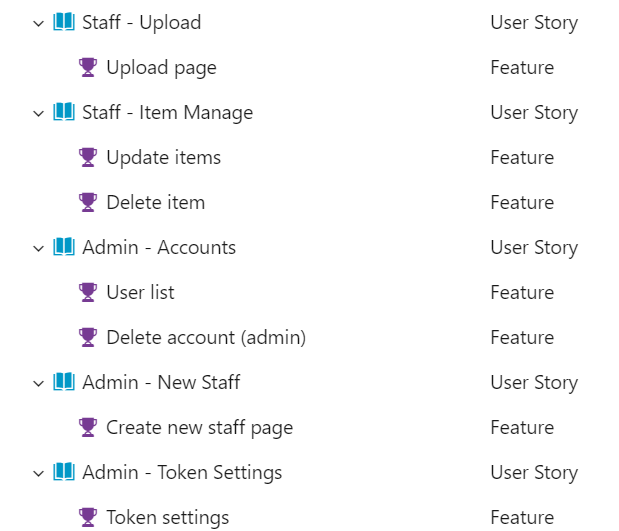 Staff - Upload User Story
Upload page Feature
Staff - Item Manage User Story
Update items Feature
Delete item Feature
Admin - Accounts User Story
User list Feature
Delete account (admin) Feature
Admin - New Staff User Story
Create new staff page Feature
Admin - Token Settings User Story
Token settings Feature